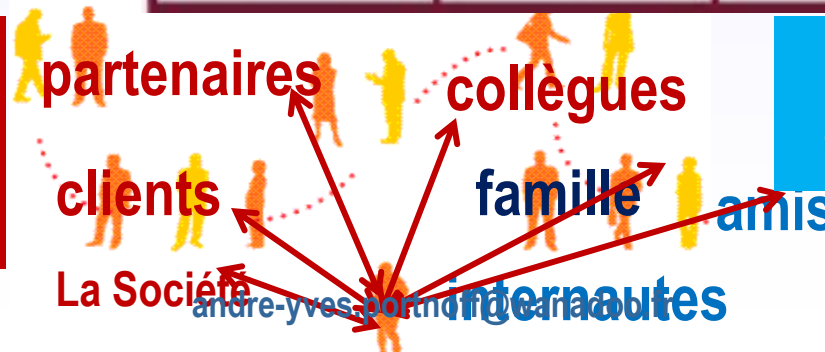 partenaires
collègues
clients
famille
amis
La Société
internautes
andre-yves.portnoff@wanadoo.fr